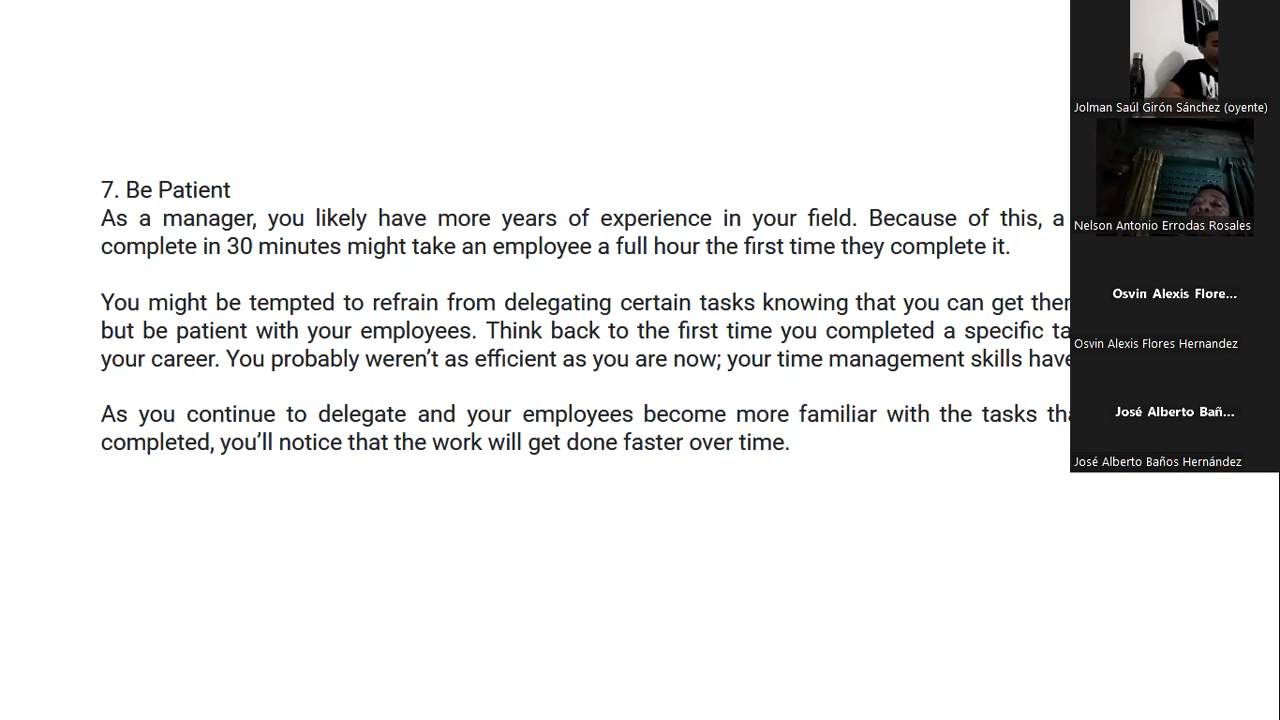 7. Be Patient
As a manager, you likely have more years of experience in your field. Because of this, a
complete in 30 minutes might take an employee a full hour the first time they complete it.
You might be tempted to refrain from delegating certain tasks knowing that you can get
but be patient with your employees. Think back to the first time you completed a specific
your career. You probably weren't as efficient as you are now; your time management skills have
As you continue to delegate and your employees become more familiar with the tasks
completed, you'll notice that the work will get done faster over time.
Jolman Saúl Girón Sánchez (oyente)
Nelson Antonio Errodas Rosales
Osvin Alexis Flore...
Osvin Alexis Flores Hernandez
José Alberto Bañ...
José Alberto Baños Hernández